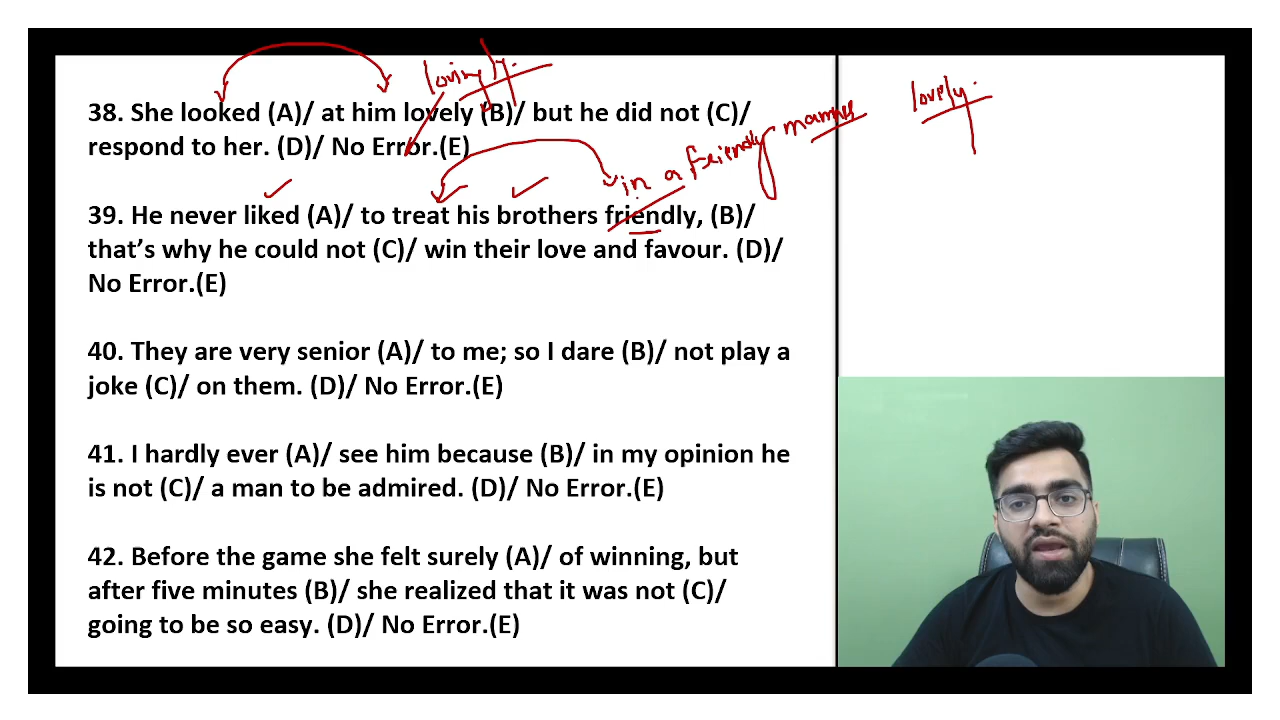 lovingly.
lovely.
38. She looked (A)/ at him lovely (B)/ but he did not (C)/
respond to her. (D)/ No Error.(E)
in a friendly manner
39. He never liked (A)/ to treat his brothers friendly, (B)/
that’s why he could not (C)/ win their love and favour. (D)/
No Error.(E)
40. They are very senior (A)/ to me; so I dare (B)/ not play a
joke (C)/ on them. (D)/ No Error.(E)
41. I hardly ever (A)/ see him because (B)/ in my opinion he
is not (C)/ a man to be admired. (D)/ No Error.(E)
42. Before the game she felt surely (A)/ of winning, but
after five minutes (B)/ she realized that it was not (C)/
going to be so easy. (D)/ No Error.(E)